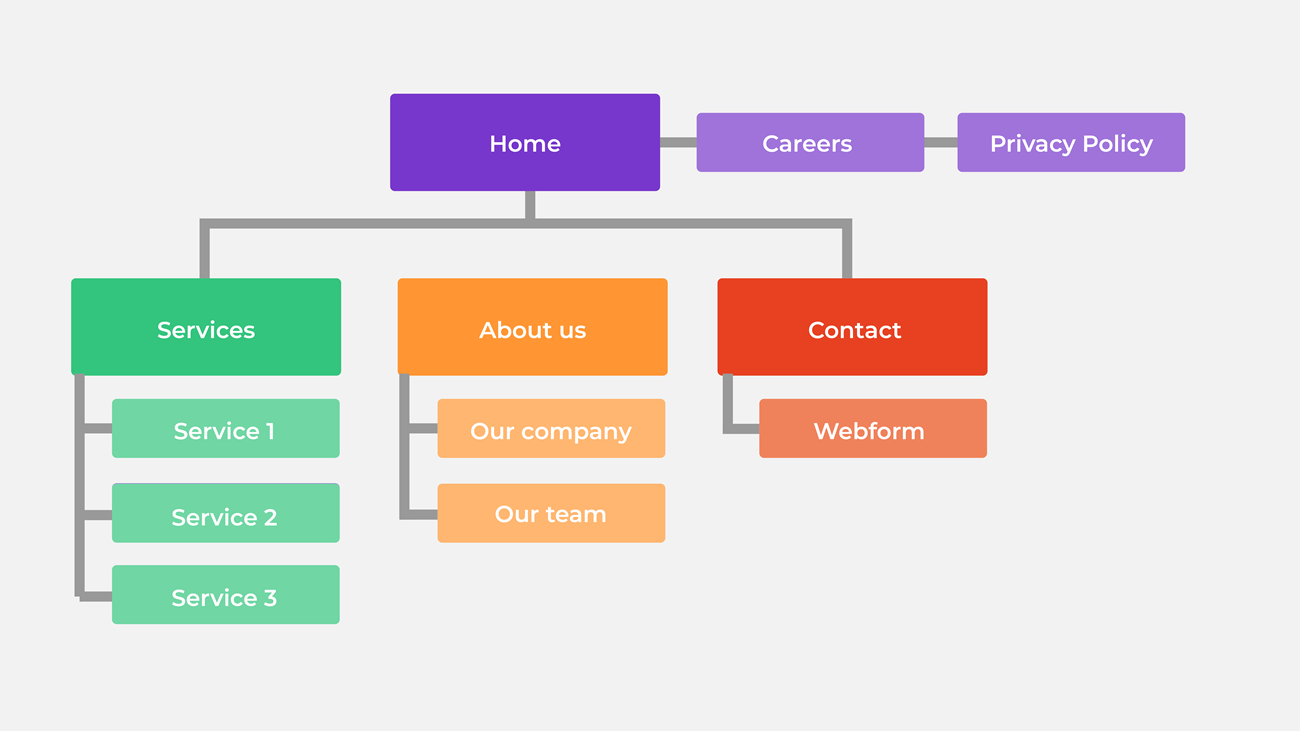 Home
Careers
Privacy Policy
Services
About us
Contact
Service 1
Our company
Webform
Service 2
Our team
Service 3